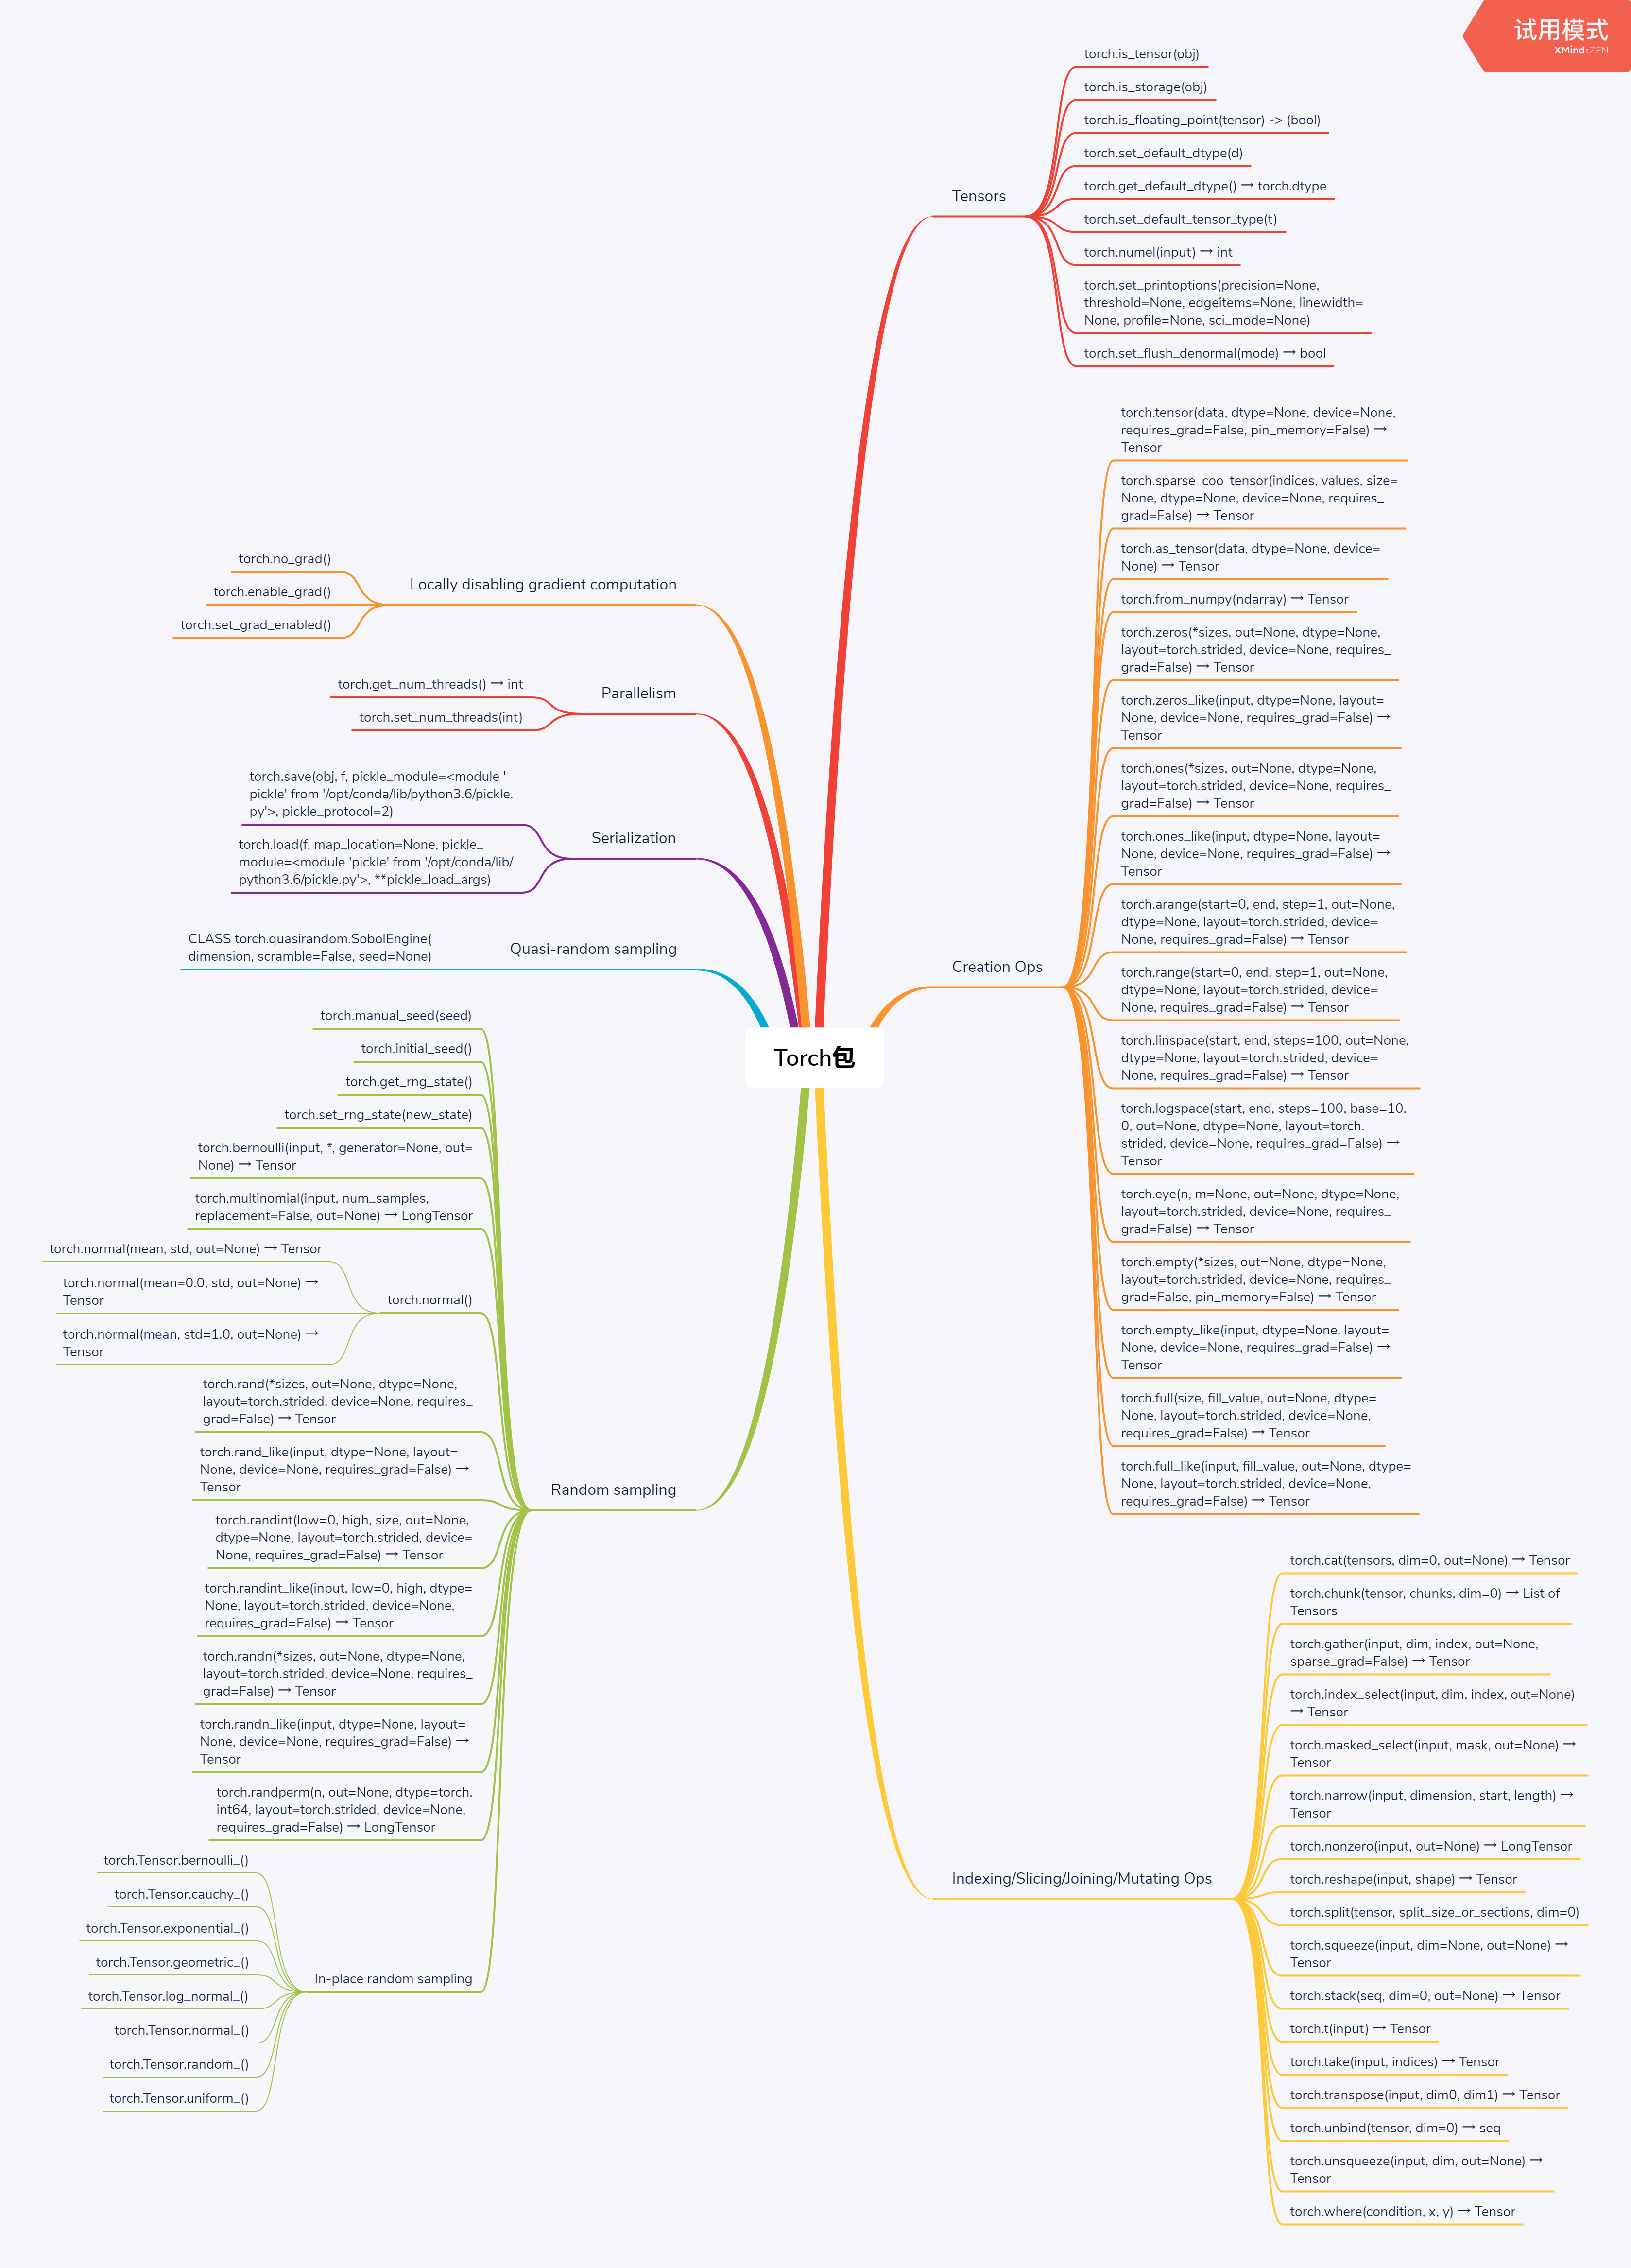 试用模式
XMind:ZEN
Torch包
Tensors
torch.is_tensor(obj)
torch.is_storage(obj)
torch.is_floating_point(tensor) -> (bool)
torch.set_default_dtype(d)
torch.get_default_dtype() → torch.dtype
torch.set_default_tensor_type(t)
torch.numel(input) → int
torch.set_printoptions(precision=None,
threshold=None, edgeitems=None, linewidth=
None, profile=None, sci_mode=None)
torch.set_flush_denormal(mode) → bool
Creation Ops
torch.tensor(data, dtype=None, device=None,
requires_grad=False, pin_memory=False) →
Tensor
torch.sparse_coo_tensor(indices, values, size=
None, dtype=None, device=None, requires_
grad=False) → Tensor
torch.as_tensor(data, dtype=None, device=
None) → Tensor
torch.from_numpy(ndarray) → Tensor
torch.zeros(*sizes, out=None, dtype=None,
layout=torch.strided, device=None, requires_
grad=False) → Tensor
torch.zeros_like(input, dtype=None, layout=
None, device=None, requires_grad=False) →
Tensor
torch.ones(*sizes, out=None, dtype=None,
layout=torch.strided, device=None, requires_
grad=False) → Tensor
torch.ones_like(input, dtype=None, layout=
None, device=None, requires_grad=False) →
Tensor
torch.arange(start=0, end, step=1, out=None,
dtype=None, layout=torch.strided, device=
None, requires_grad=False) → Tensor
torch.range(start=0, end, step=1, out=None,
dtype=None, layout=torch.strided, device=
None, requires_grad=False) → Tensor
torch.linspace(start, end, steps=100, out=None,
dtype=None, layout=torch.strided, device=
None, requires_grad=False) → Tensor
torch.logspace(start, end, steps=100, base=10.
0, out=None, dtype=None, layout=torch.
strided, device=None, requires_grad=False) →
Tensor
torch.eye(n, m=None, out=None, dtype=None,
layout=torch.strided, device=None, requires_
grad=False) → Tensor
torch.empty(*sizes, out=None, dtype=None,
layout=torch.strided, device=None, requires_
grad=False, pin_memory=False) → Tensor
torch.empty_like(input, dtype=None, layout=
None, device=None, requires_grad=False) →
Tensor
torch.full(size, fill_value, out=None, dtype=
None, layout=torch.strided, device=None,
requires_grad=False) → Tensor
torch.full_like(input, fill_value, out=None, dtype=
None, layout=torch.strided, device=None,
requires_grad=False) → Tensor
Indexing/Slicing/Joining/Mutating Ops
torch.cat(tensors, dim=0, out=None) → Tensor
torch.chunk(tensor, chunks, dim=0) → List of
Tensors
torch.gather(input, dim, index, out=None,
sparse_grad=False) → Tensor
torch.index_select(input, dim, index, out=None)
→ Tensor
torch.masked_select(input, mask, out=None) →
Tensor
torch.narrow(input, dimension, start, length) →
Tensor
torch.nonzero(input, out=None) → LongTensor
torch.reshape(input, shape) → Tensor
torch.split(tensor, split_size_or_sections, dim=0)
torch.squeeze(input, dim=None, out=None) →
Tensor
torch.stack(seq, dim=0, out=None) → Tensor
torch.t(input) → Tensor
torch.take(input, indices) → Tensor
torch.transpose(input, dim0, dim1) → Tensor
torch.unbind(tensor, dim=0) → seq
torch.unsqueeze(input, dim, out=None) →
Tensor
torch.where(condition, x, y) → Tensor
Locally disabling gradient computation
torch.no_grad()
torch.enable_grad()
torch.set_grad_enabled()
Parallelism
torch.get_num_threads() → int
torch.set_num_threads(int)
Serialization
torch.save(obj, f, pickle_module=<module '
pickle' from '/opt/conda/lib/python3.6/pickle.
py'>, pickle_protocol=2)
torch.load(f, map_location=None, pickle_
module=<module 'pickle' from '/opt/conda/lib/
python3.6/pickle.py'>, **pickle_load_args)
Quasi-random sampling
CLASS torch.quasirandom.SobolEngine(
dimension, scramble=False, seed=None)
Random sampling
torch.manual_seed(seed)
torch.initial_seed()
torch.get_rng_state()
torch.set_rng_state(new_state)
torch.bernoulli(input, *, generator=None, out=
None) → Tensor
torch.multinomial(input, num_samples,
replacement=False, out=None) → LongTensor
torch.normal()
torch.normal(mean, std, out=None) → Tensor
torch.normal(mean=0.0, std, out=None) →
Tensor
torch.normal(mean, std=1.0, out=None) →
Tensor
torch.rand(*sizes, out=None, dtype=None,
layout=torch.strided, device=None, requires_
grad=False) → Tensor
torch.rand_like(input, dtype=None, layout=
None, device=None, requires_grad=False) →
Tensor
torch.randint(low=0, high, size, out=None,
dtype=None, layout=torch.strided, device=
None, requires_grad=False) → Tensor
torch.randint_like(input, low=0, high, dtype=
None, layout=torch.strided, device=None,
requires_grad=False) → Tensor
torch.randn(*sizes, out=None, dtype=None,
layout=torch.strided, device=None, requires_
grad=False) → Tensor
torch.randn_like(input, dtype=None, layout=
None, device=None, requires_grad=False) →
Tensor
torch.randperm(n, out=None, dtype=torch.
int64, layout=torch.strided, device=None,
requires_grad=False) → LongTensor
In-place random sampling
torch.Tensor.bernoulli_()
torch.Tensor.cauchy_()
torch.Tensor.exponential_()
torch.Tensor.geometric_()
torch.Tensor.log_normal_()
torch.Tensor.normal_()
torch.Tensor.random_()
torch.Tensor.uniform_()